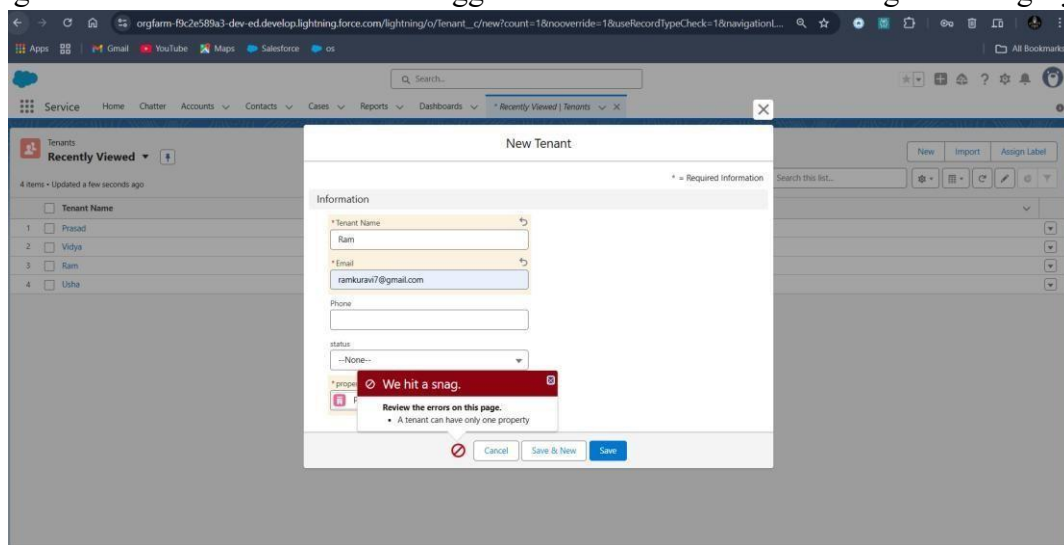 orgfarm-f9c2e589a3-dev-ed.develop.lightning.force.com/lightning/o/Tenant__c/new?count=1&nooverride=1&useRecordTypeCheck=1&navigationL...
Apps Gmail YouTube Maps Salesforce os All Bookmarks
Search...
Service Home Chatter Accounts Contacts Cases Reports Dashboards * Recently Viewed | Tenants
Tenants
Recently Viewed
New Import Assign Label
4 items • Updated a few seconds ago
Search this list...
Tenant Name
1 Prasad
2 Vidya
3 Ram
4 Usha
New Tenant
* = Required Information
Information
* Tenant Name
Ram
* Email
ramkuravi7@gmail.com
Phone
status
--None--
* prope
We hit a snag.
Review the errors on this page.
• A tenant can have only one property
Cancel Save & New Save